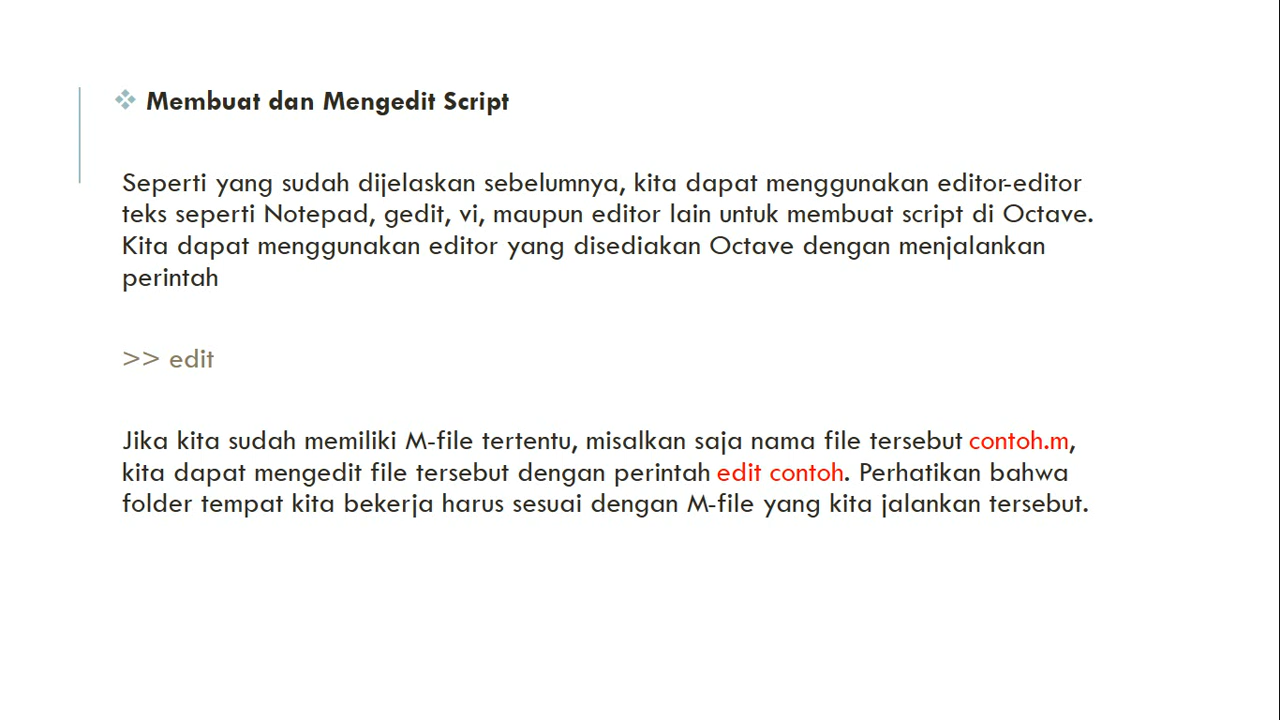 Membuat dan Mengedit Script
Seperti yang sudah dijelaskan sebelumnya, kita dapat menggunakan editor-editor
teks seperti Notepad, gedit, vi, maupun editor lain untuk membuat script di Octave.
Kita dapat menggunakan editor yang disediakan Octave dengan menjalankan
perintah
>> edit
Jika kita sudah memiliki M-file tertentu, misalkan saja nama file tersebut contoh.m,
kita dapat mengedit file tersebut dengan perintah edit contoh. Perhatikan bahwa
folder tempat kita bekerja harus sesuai dengan M-file yang kita jalankan tersebut.